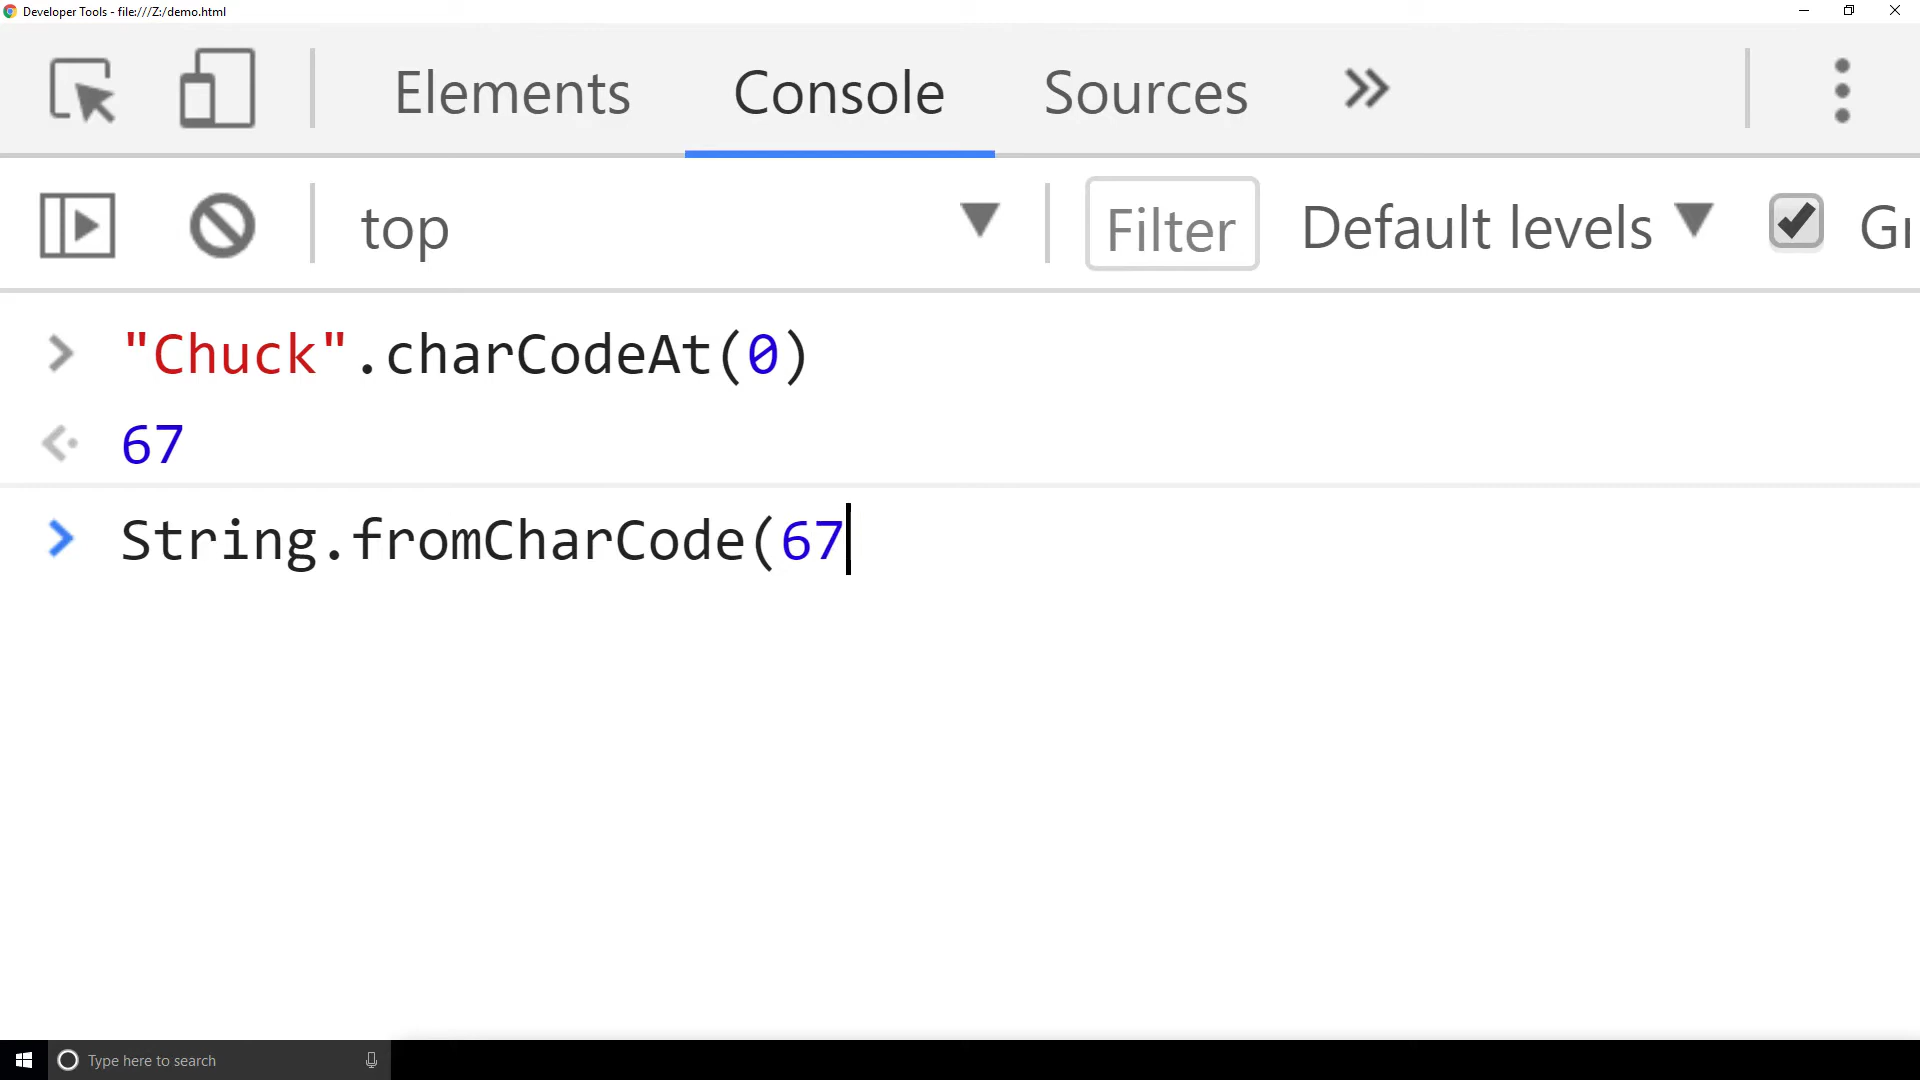 Developer Tools - file:///Z:/demo.html
Elements Console Sources
top Filter Default levels Gr
"Chuck".charCodeAt(0)
67
String.fromCharCode(67
Type here to search